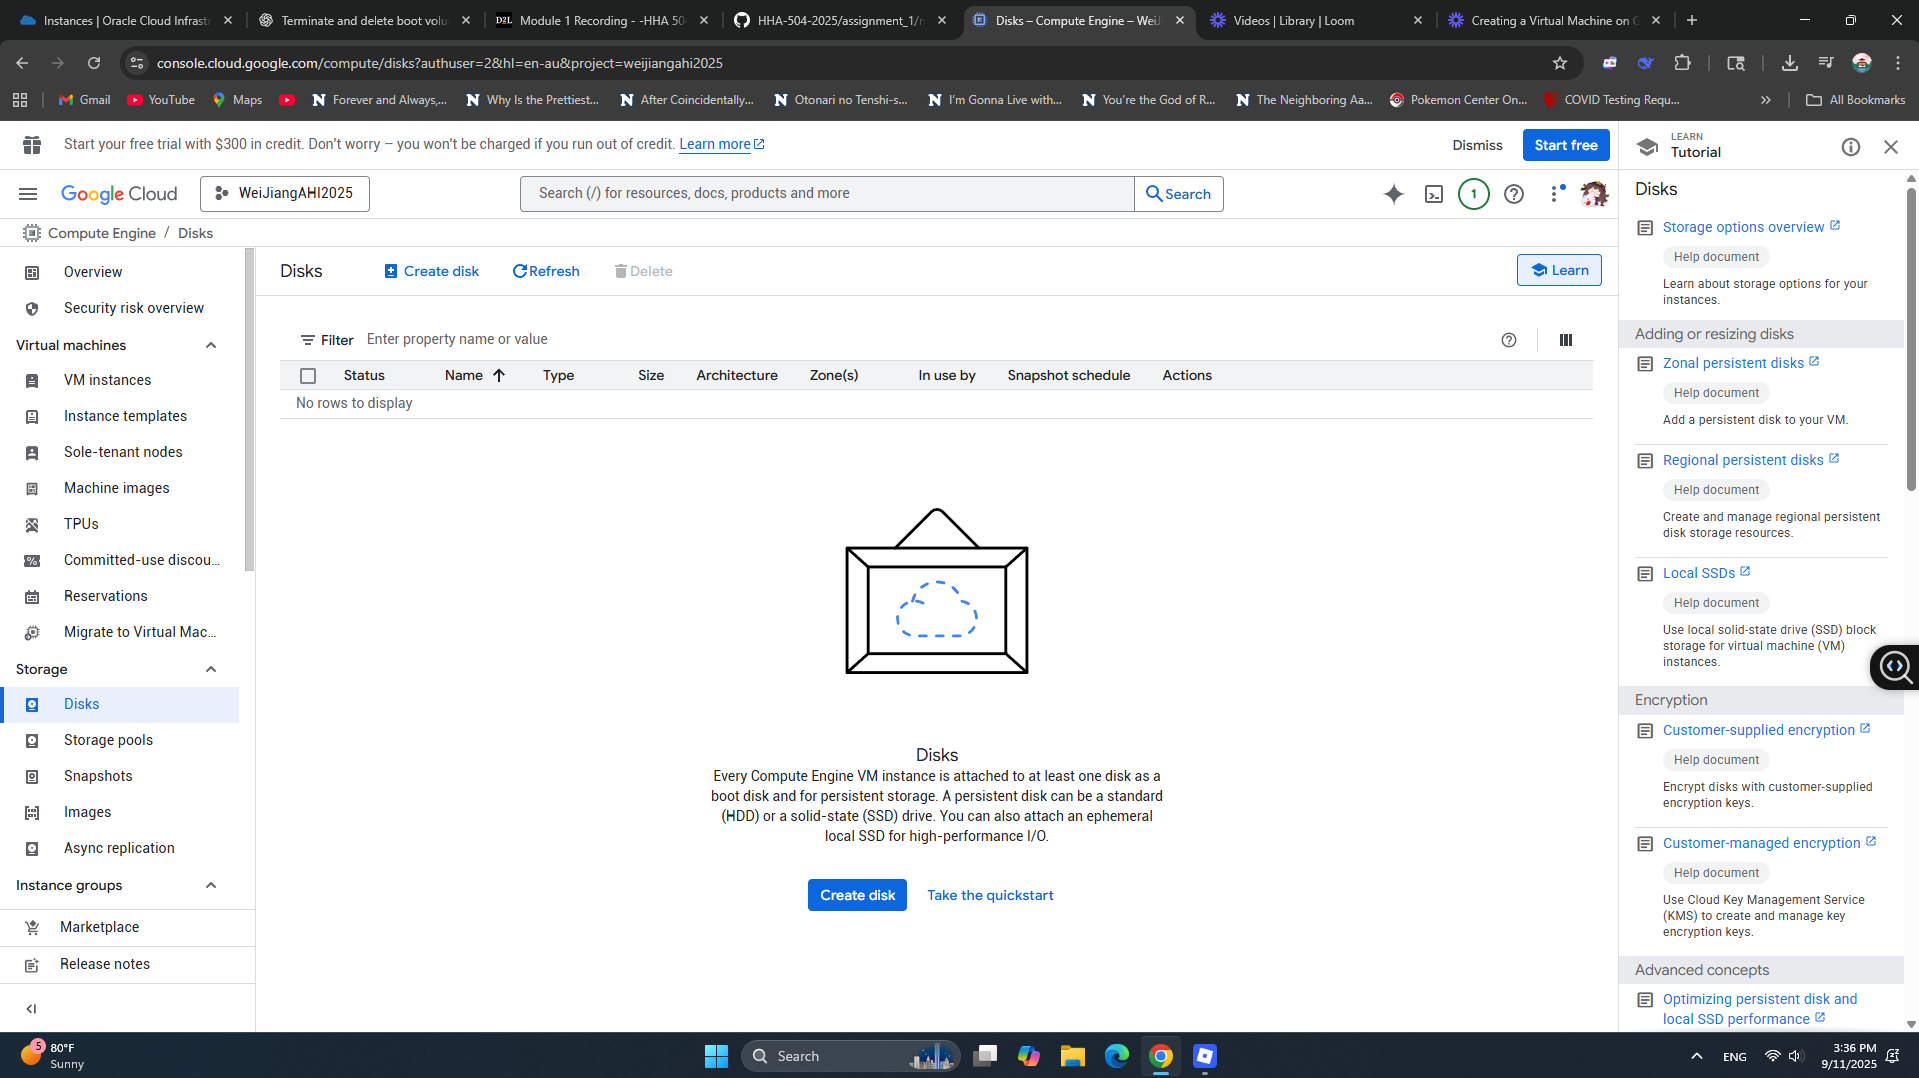 Instances | Oracle Cloud Infrastr
Terminate and delete boot volu
D2L Module 1 Recording - -HHA 50
HHA-504-2025/assignment_1/r
Disks – Compute Engine – WeiJ
Videos | Library | Loom
Creating a Virtual Machine on G
console.cloud.google.com/compute/disks?authuser=2&hl=en-au&project=weijiangahi2025
Gmail
YouTube
Maps
Forever and Always,...
Why Is the Prettiest...
After Coincidentally...
Otonari no Tenshi-s...
I'm Gonna Live with...
You're the God of R...
The Neighboring Aa...
Pokemon Center On...
COVID Testing Requ...
All Bookmarks
Start your free trial with $300 in credit. Don't worry – you won't be charged if you run out of credit. Learn more
Dismiss
Start free
Google Cloud
WeiJiangAHI2025
Search (/) for resources, docs, products and more
Search
1
Compute Engine / Disks
Overview
Security risk overview
Virtual machines
VM instances
Instance templates
Sole-tenant nodes
Machine images
TPUs
Committed-use discou...
Reservations
Migrate to Virtual Mac...
Storage
Disks
Storage pools
Snapshots
Images
Async replication
Instance groups
Marketplace
Release notes
Disks
Create disk
Refresh
Delete
Learn
Filter
Enter property name or value
Status Name Type Size Architecture Zone(s) In use by Snapshot schedule Actions
No rows to display
Disks
Every Compute Engine VM instance is attached to at least one disk as a
boot disk and for persistent storage. A persistent disk can be a standard
(HDD) or a solid-state (SSD) drive. You can also attach an ephemeral
local SSD for high-performance I/O.
Create disk
Take the quickstart
LEARN
Tutorial
Disks
Storage options overview
Help document
Learn about storage options for your
instances.
Adding or resizing disks
Zonal persistent disks
Help document
Add a persistent disk to your VM.
Regional persistent disks
Help document
Create and manage regional persistent
disk storage resources.
Local SSDs
Help document
Use local solid-state drive (SSD) block
storage for virtual machine (VM)
instances.
Encryption
Customer-supplied encryption
Help document
Encrypt disks with customer-supplied
encryption keys.
Customer-managed encryption
Help document
Use Cloud Key Management Service
(KMS) to create and manage key
encryption keys.
Advanced concepts
Optimizing persistent disk and
local SSD performance
5
80°F
Sunny
Search
ENG
3:36 PM
9/11/2025